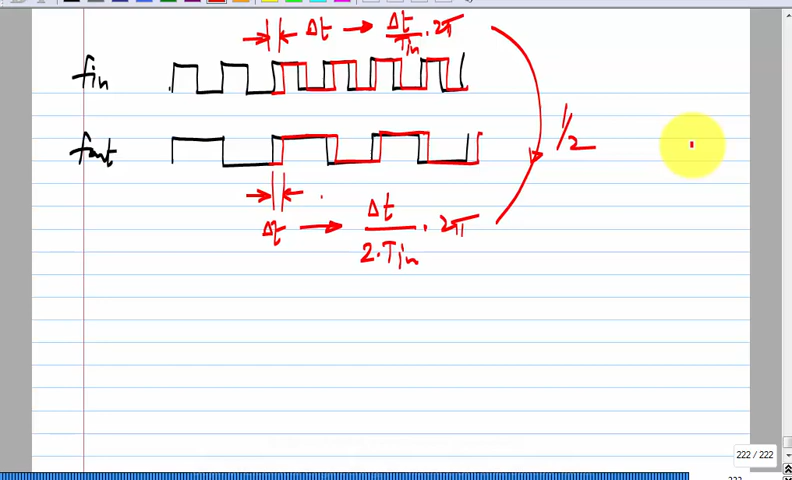 Δt → Δt/Tin · 2π
fin
1/2
fout
Δt → Δt/2·Tin · 2π
222 / 222